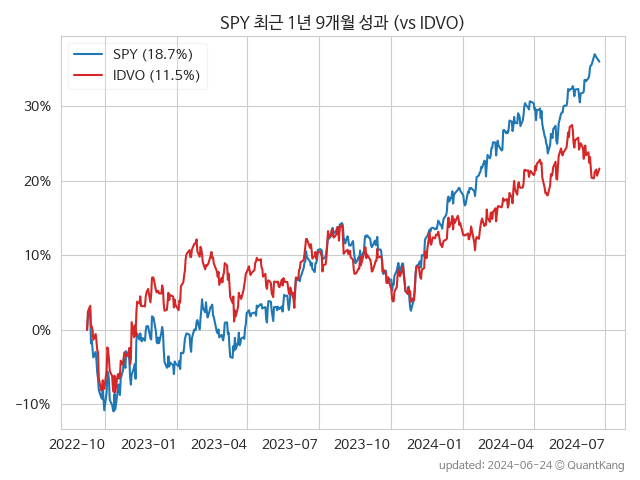 SPY 최근 1년 9개월 성과 (vs IDVO)
SPY (18.7%)
IDVO (11.5%)
30%
20%
10%
0%
−10%
2022-10 2023-01 2023-04 2023-07 2023-10 2024-01 2024-04 2024-07
updated: 2024-06-24 © QuantKang